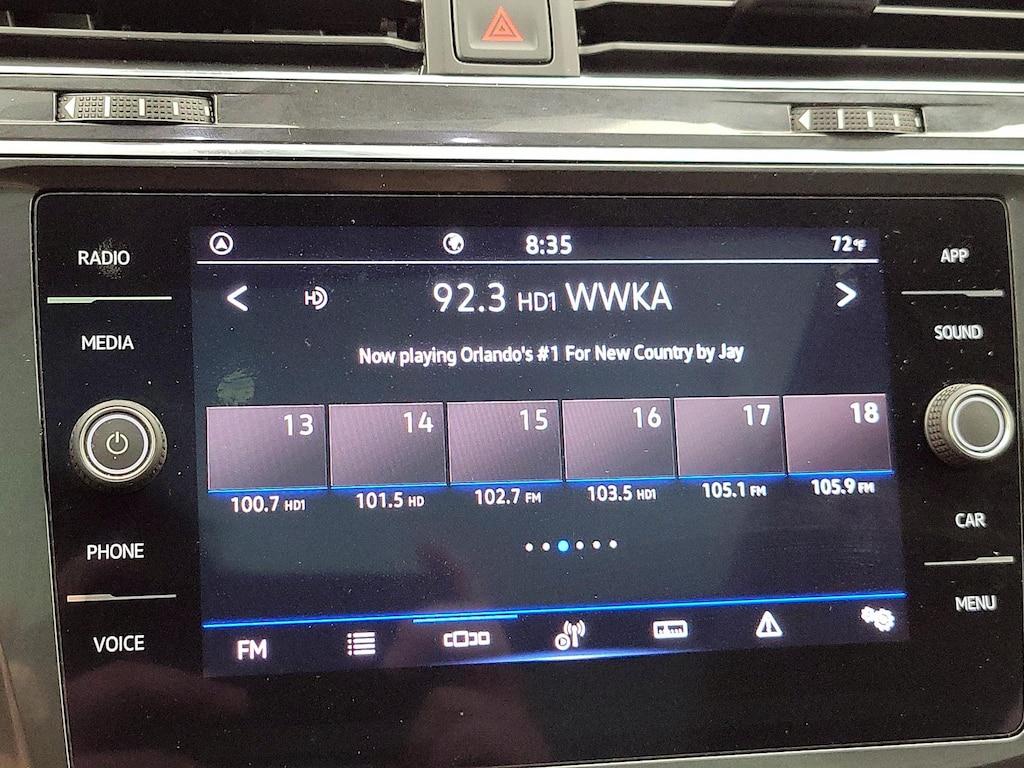 RADIO
MEDIA
PHONE
VOICE
8:35
72°F
HD
92.3 HD1 WWKA
Now playing Orlando's #1 For New Country by Jay
13 14 15 16 17 18
100.7 HD1 101.5 HD 102.7 FM 103.5 HD1 105.1 FM 105.9 FM
FM
APP
SOUND
CAR
MENU